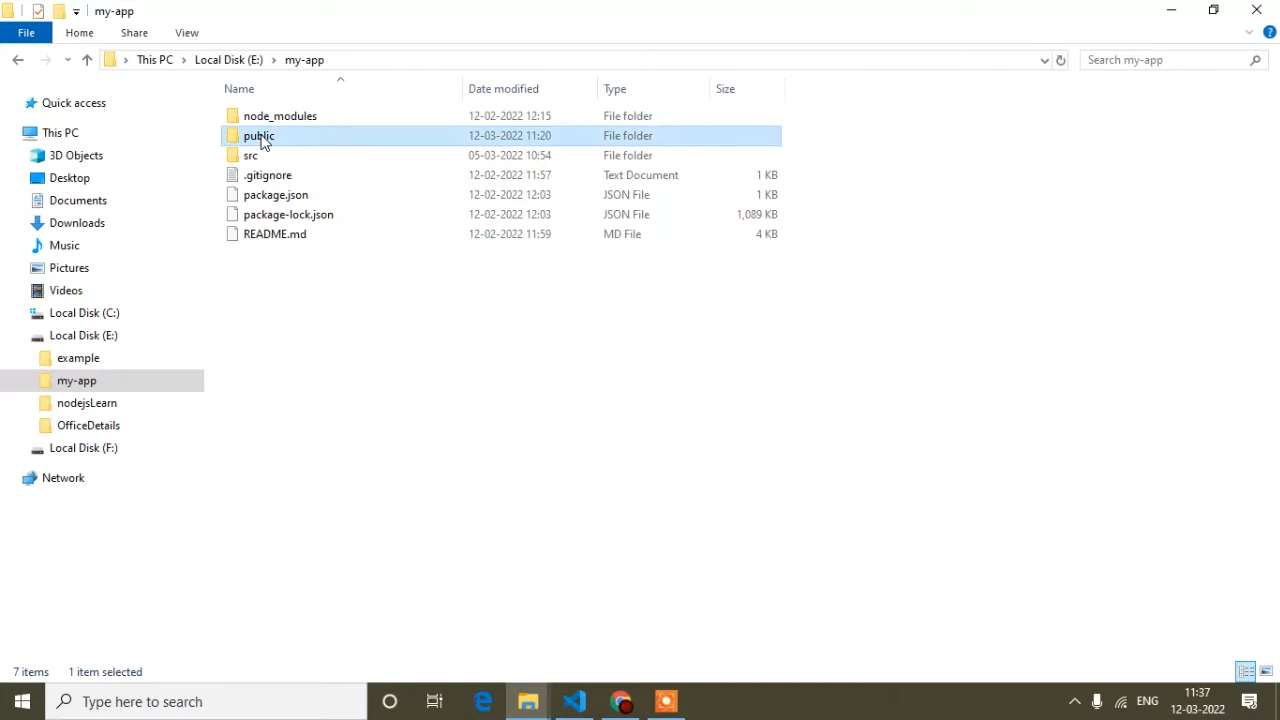 my-app
File Home Share View
This PC Local Disk (E:) my-app Search my-app
Name Date modified Type Size
node_modules 12-02-2022 12:15 File folder
public 12-03-2022 11:20 File folder
src 05-03-2022 10:54 File folder
.gitignore 12-02-2022 11:57 Text Document 1 KB
package.json 12-02-2022 12:03 JSON File 1 KB
package-lock.json 12-02-2022 12:03 JSON File 1,089 KB
README.md 12-02-2022 11:59 MD File 4 KB
Quick access
This PC
3D Objects
Desktop
Documents
Downloads
Music
Pictures
Videos
Local Disk (C:)
Local Disk (E:)
example
my-app
nodejsLearn
OfficeDetails
Local Disk (F:)
Network
7 items 1 item selected
Type here to search
ENG
11:37
12-03-2022